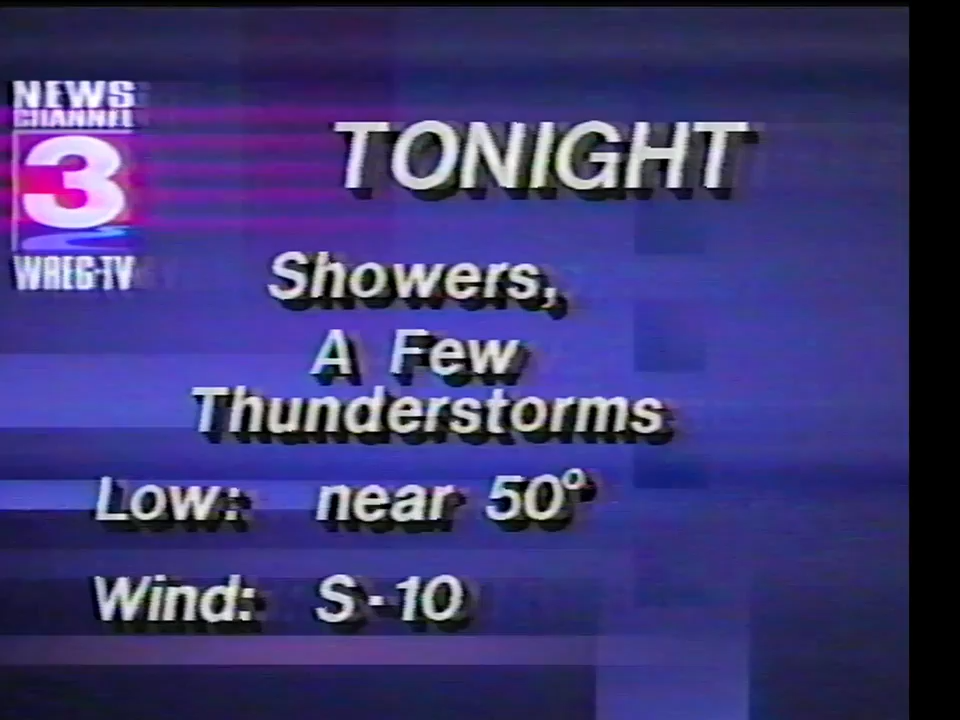 NEWS
CHANNEL
3
WREG-TV
TONIGHT
Showers,
A Few
Thunderstorms
Low: near 50°
Wind: S-10